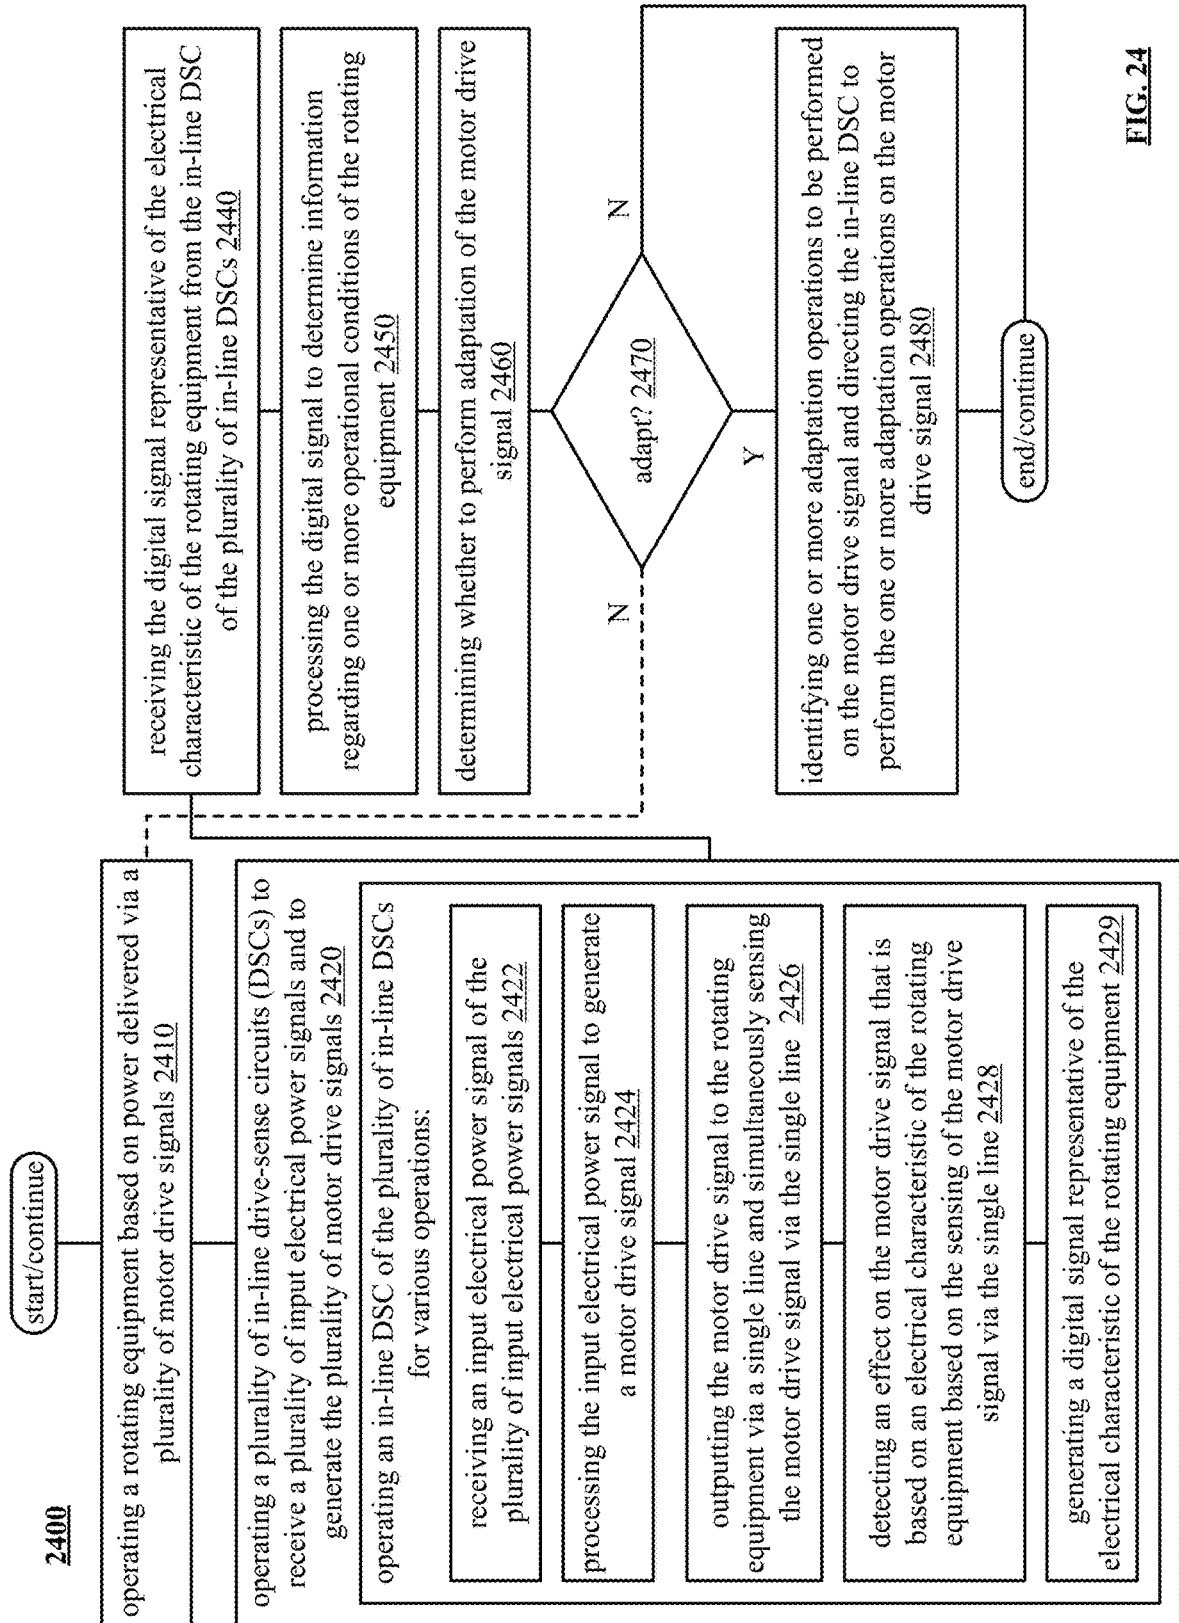 2400
start/continue
operating a rotating equipment based on power delivered via a
plurality of motor drive signals 2410
operating a plurality of in-line drive-sense circuits (DSCs) to
receive a plurality of input electrical power signals and to
generate the plurality of motor drive signals 2420
operating an in-line DSC of the plurality of in-line DSCs
for various operations:
receiving an input electrical power signal of the
plurality of input electrical power signals 2422
processing the input electrical power signal to generate
a motor drive signal 2424
outputting the motor drive signal to the rotating
equipment via a single line and simultaneously sensing
the motor drive signal via the single line 2426
detecting an effect on the motor drive signal that is
based on an electrical characteristic of the rotating
equipment based on the sensing of the motor drive
signal via the single line 2428
generating a digital signal representative of the
electrical characteristic of the rotating equipment 2429
receiving the digital signal representative of the electrical
characteristic of the rotating equipment from the in-line DSC
of the plurality of in-line DSCs 2440
processing the digital signal to determine information
regarding one or more operational conditions of the rotating
equipment 2450
determining whether to perform adaptation of the motor drive
signal 2460
adapt? 2470
N
N
Y
identifying one or more adaptation operations to be performed
on the motor drive signal and directing the in-line DSC to
perform the one or more adaptation operations on the motor
drive signal 2480
end/continue
FIG. 24